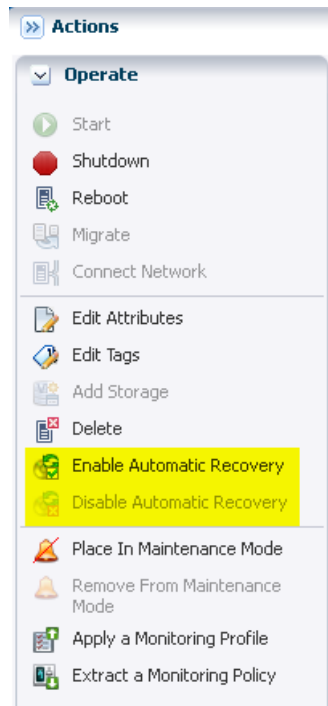 Actions
Operate
Start
Shutdown
Reboot
Migrate
Connect Network
Edit Attributes
Edit Tags
Add Storage
Delete
Enable Automatic Recovery
Disable Automatic Recovery
Place In Maintenance Mode
Remove From Maintenance
Mode
Apply a Monitoring Profile
Extract a Monitoring Policy